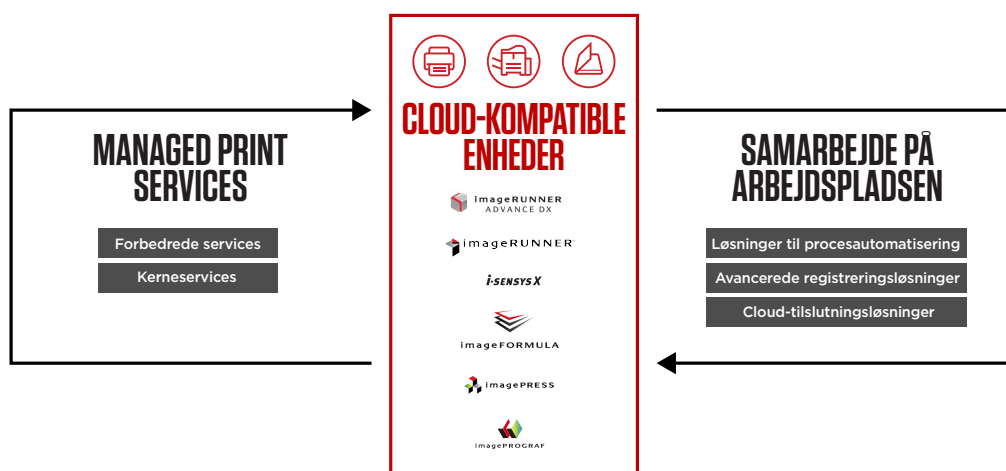 MANAGED PRINT
SERVICES
Forbedrede services
Kerneservices
CLOUD-KOMPATIBLE
ENHEDER
imageRUNNER
ADVANCE DX
imageRUNNER
i-SENSYS X
imageFORMULA
imagePRESS
imagePROGRAF
SAMARBEJDE PÅ
ARBEJDSPLADSEN
Løsninger til procesautomatisering
Avancerede registreringsløsninger
Cloud-tilslutningsløsninger